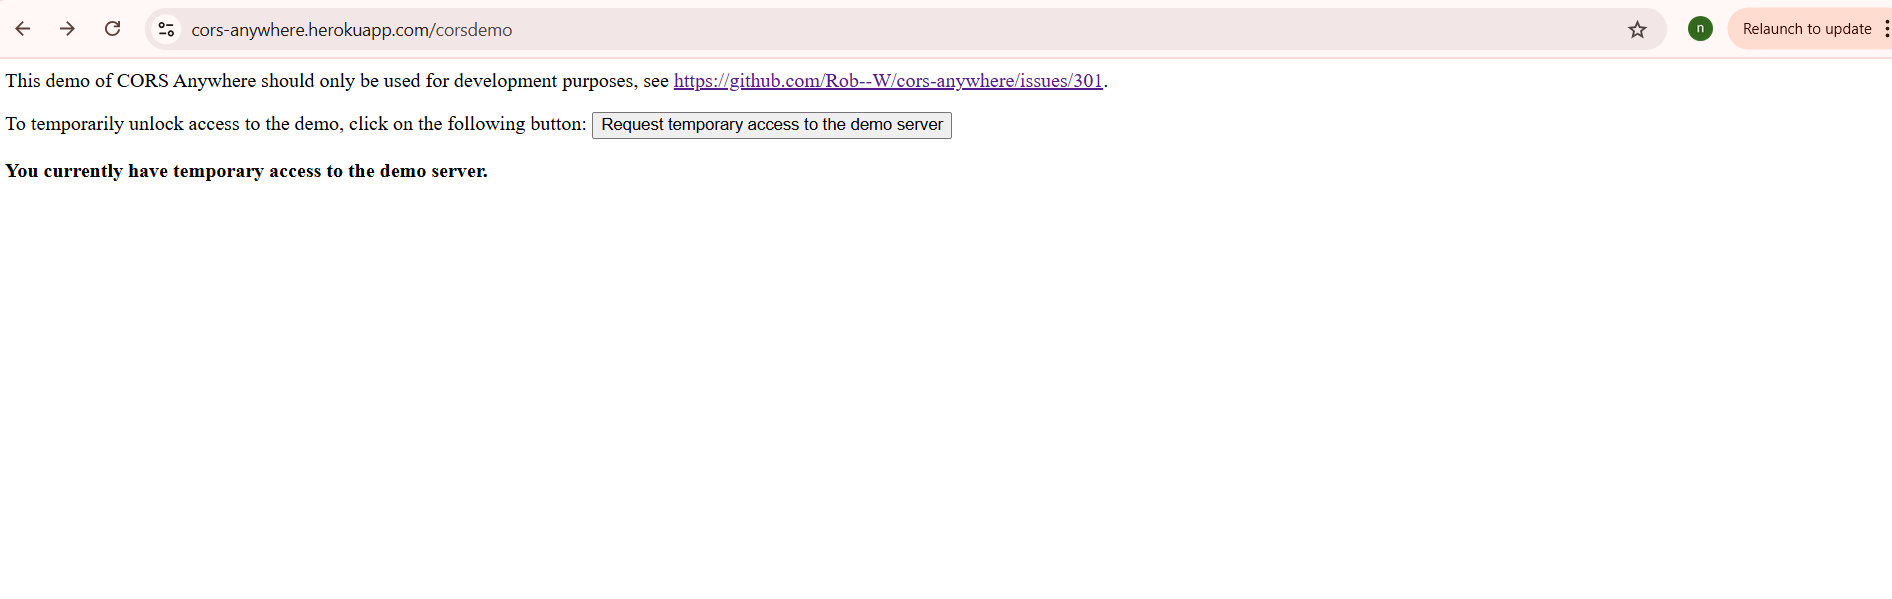 cors-anywhere.herokuapp.com/corsdemo
n
Relaunch to update
This demo of CORS Anywhere should only be used for development purposes, see https://github.com/Rob--W/cors-anywhere/issues/301.
To temporarily unlock access to the demo, click on the following button: Request temporary access to the demo server
You currently have temporary access to the demo server.